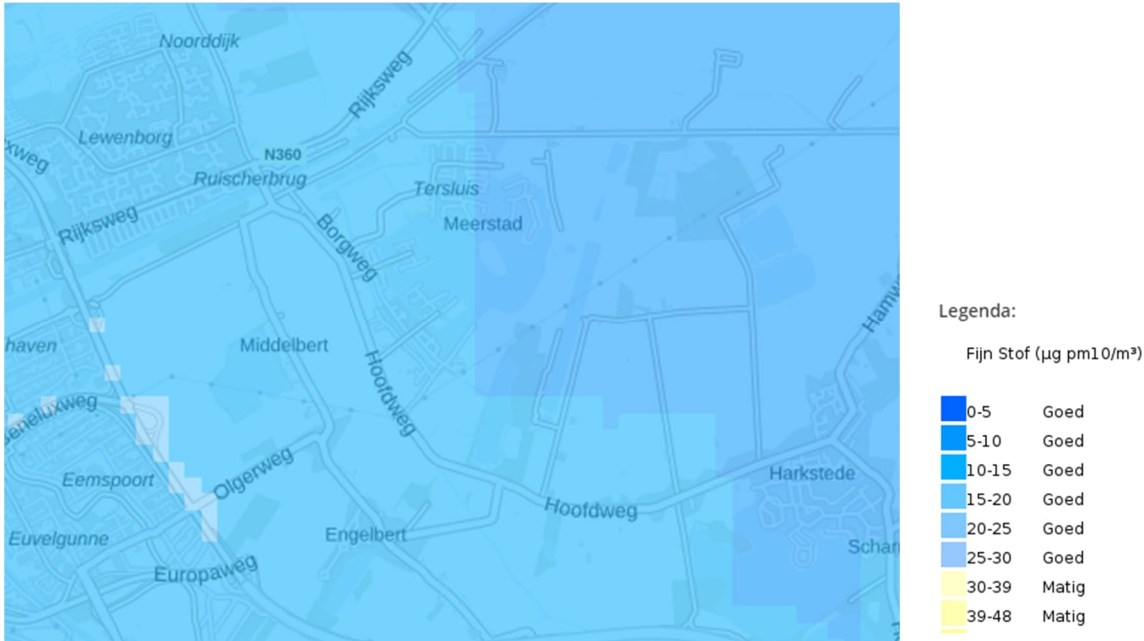 Noorddijk
Rijksweg
Lewenborg
xweg
N360
Ruischerbrug
Tersluis
Rijksweg
Borgweg
Meerstad
Hamw
haven
Middelbert
Hoofdweg
Beneluxweg
Olgerweg
Eemspoort
Harkstede
Hoofdweg
Euvelgunne
Engelbert
Scharn
Europaweg
Legenda:
Fijn Stof (µg pm10/m³)
0-5 Goed
5-10 Goed
10-15 Goed
15-20 Goed
20-25 Goed
25-30 Goed
30-39 Matig
39-48 Matig